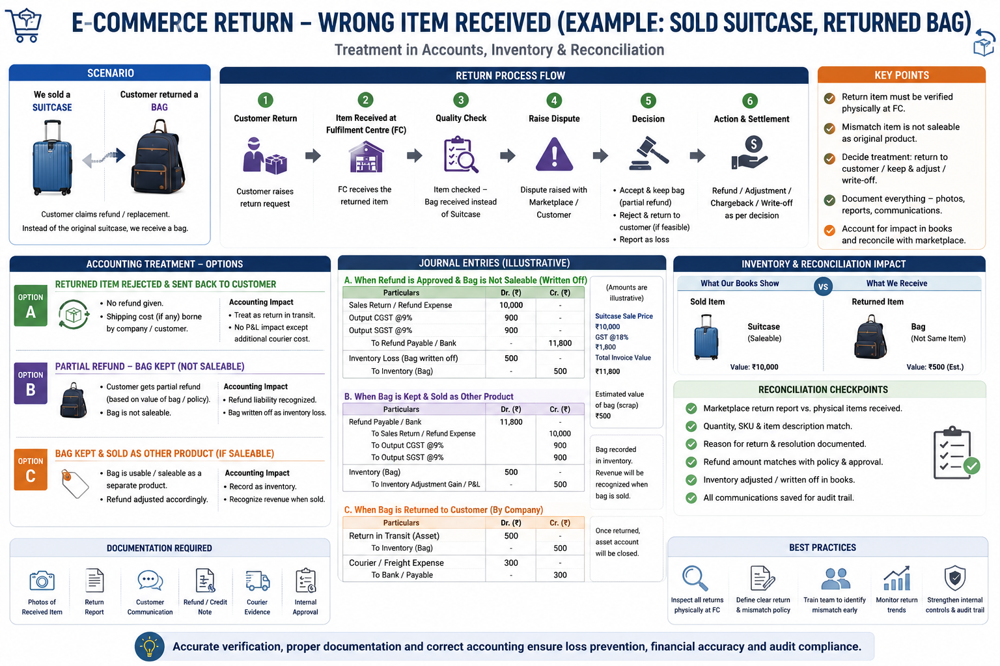 E-COMMERCE RETURN – WRONG ITEM RECEIVED (EXAMPLE: SOLD SUITCASE, RETURNED BAG)
Treatment in Accounts, Inventory & Reconciliation
SCENARIO
We sold a
SUITCASE
Customer returned a
BAG
Customer claims refund / replacement.
Instead of the original suitcase, we receive a bag.
RETURN PROCESS FLOW
1
Customer Return
Customer raises
return request
2
Item Received at
Fulfilment Centre (FC)
FC receives the
returned item
3
Quality Check
Item checked –
Bag received instead
of Suitcase
4
Raise Dispute
Dispute raised with
Marketplace /
Customer
5
Decision
• Accept & keep bag
(partial refund)
• Reject & return to
customer (if feasible)
• Report as loss
6
Action & Settlement
$
Refund / Adjustment /
Chargeback / Write-off
as per decision
KEY POINTS
Return item must be verified
physically at FC.
Mismatch item is not saleable
as original product.
Decide treatment: return to
customer / keep & adjust /
write-off.
Document everything – photos,
reports, communications.
Account for impact in books
and reconcile with marketplace.
ACCOUNTING TREATMENT – OPTIONS
OPTION
A
RETURNED ITEM REJECTED & SENT BACK TO CUSTOMER
• No refund given.
• Shipping cost (if any) borne
by company / customer.
Accounting Impact
• Treat as return in transit.
• No P&L impact except
additional courier cost.
OPTION
B
PARTIAL REFUND – BAG KEPT (NOT SALEABLE)
• Customer gets partial refund
(based on value of bag / policy).
• Bag is not saleable.
Accounting Impact
• Refund liability recognized.
• Bag written off as inventory loss.
OPTION
C
BAG KEPT & SOLD AS OTHER PRODUCT (IF SALEABLE)
• Bag is usable / saleable as a
separate product.
• Refund adjusted accordingly.
Accounting Impact
• Record as inventory.
• Recognize revenue when sold.
JOURNAL ENTRIES (ILLUSTRATIVE)
A. When Refund is Approved & Bag is Not Saleable (Written Off)
Particulars Dr. (₹) Cr. (₹)
Sales Return / Refund Expense 10,000 -
Output CGST @9% 900 -
Output SGST @9% 900 -
To Refund Payable / Bank - 11,800
Inventory Loss (Bag written off) 500 -
To Inventory (Bag) - 500
B. When Bag is Kept & Sold as Other Product
Particulars Dr. (₹) Cr. (₹)
Refund Payable / Bank 11,800 -
To Sales Return / Refund Expense 10,000
To Output CGST @9% 900
To Output SGST @9% 900
Inventory (Bag) 500 -
To Inventory Adjustment Gain / P&L - 500
C. When Bag is Returned to Customer (By Company)
Particulars Dr. (₹) Cr. (₹)
Return in Transit (Asset) 500 -
To Inventory (Bag) - 500
Courier / Freight Expense 300 -
To Bank / Payable - 300
(Amounts are
illustrative)
Suitcase Sale Price
₹10,000
GST @18%
₹1,800
Total Invoice Value
₹11,800
Estimated value
of bag (scrap)
₹500
Bag recorded
in inventory.
Revenue will be
recognized when
bag is sold.
Once returned,
asset account
will be closed.
INVENTORY & RECONCILIATION IMPACT
What Our Books Show
VS
What We Receive
Sold Item
Suitcase
(Saleable)
Value: ₹10,000
Returned Item
Bag
(Not Same Item)
Value: ₹500 (Est.)
RECONCILIATION CHECKPOINTS
Marketplace return report vs. physical items received.
Quantity, SKU & item description match.
Reason for return & resolution documented.
Refund amount matches with policy & approval.
Inventory adjusted / written off in books.
All communications saved for audit trail.
DOCUMENTATION REQUIRED
Photos of
Received Item
Return
Report
Customer
Communication
Refund / Credit
Note
Courier
Evidence
Internal
Approval
BEST PRACTICES
Inspect all returns
physically at FC
Define clear return
& mismatch policy
Train team to identify
mismatch early
Monitor return
trends
Strengthen internal
controls & audit trail
Accurate verification, proper documentation and correct accounting ensure loss prevention, financial accuracy and audit compliance.